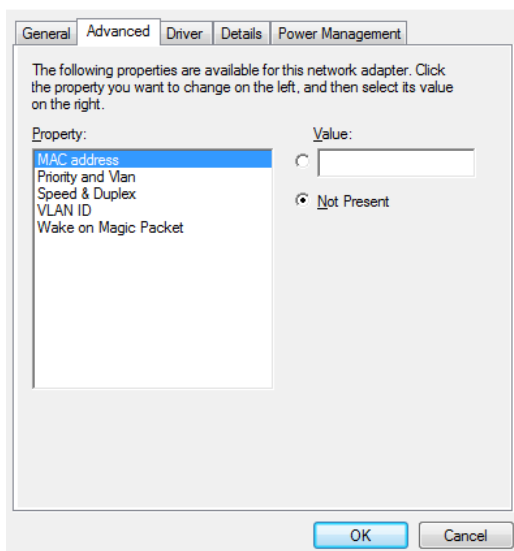 General Advanced Driver Details Power Management
The following properties are available for this network adapter. Click
the property you want to change on the left, and then select its value
on the right.
Property:
Value:
MAC address
Priority and Vlan
Speed & Duplex
VLAN ID
Wake on Magic Packet
Not Present
OK Cancel